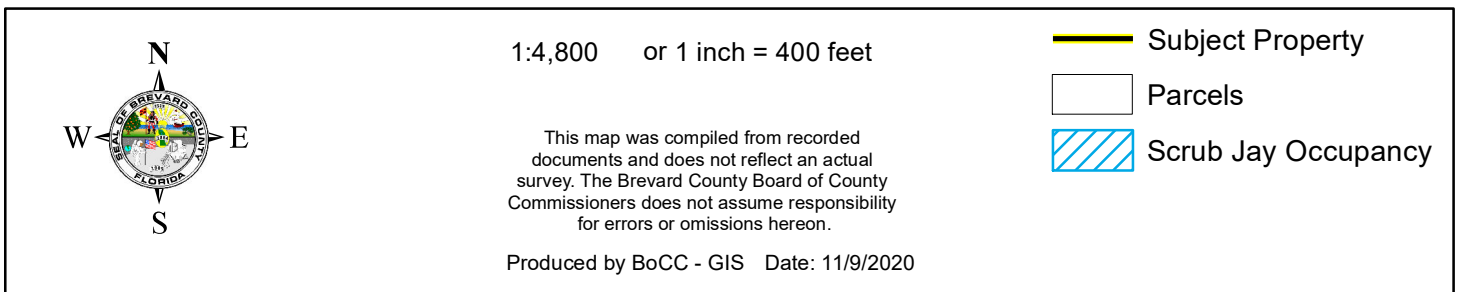 N
W
E
S
SEAL OF BREVARD COUNTY
FLORIDA
1:4,800 or 1 inch = 400 feet
This map was compiled from recorded
documents and does not reflect an actual
survey. The Brevard County Board of County
Commissioners does not assume responsibility
for errors or omissions hereon.
Produced by BoCC - GIS Date: 11/9/2020
Subject Property
Parcels
Scrub Jay Occupancy